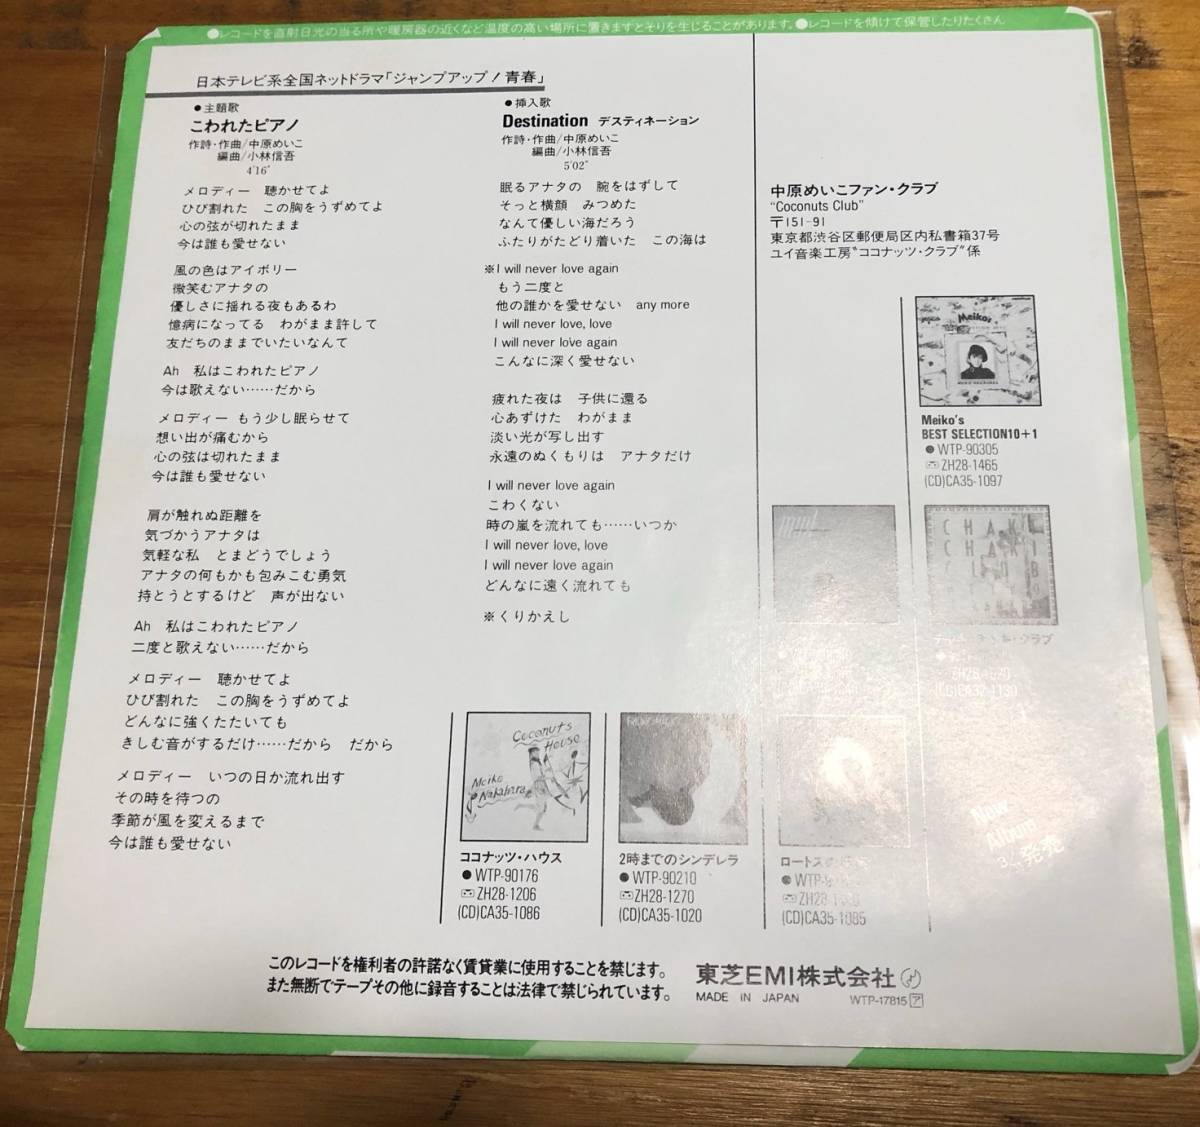 ●レコードを直射日光の当る所や暖房器の近くなど温度の高い場所に置きますとそりを生じることがあります。●レコードを傾けて保管したりたくさん
日本テレビ系全国ネットドラマ「ジャンプアップ!青春」
●主題歌
こわれたピアノ
作詩・作曲/中原めいこ
編曲/小林信吾
4'16"
メロディー　聴かせてよ
ひび割れた　この胸をうずめてよ
心の弦が切れたまま
今は誰も愛せない
風の色はアイボリー
微笑むアナタの
優しさに揺れる夜もあるわ
憶病になってる　わがまま許して
友だちのままでいたいなんて
Ah　私はこわれたピアノ
今は歌えない……だから
メロディー　もう少し眠らせて
想い出が痛むから
心の弦は切れたまま
今は誰も愛せない
肩が触れぬ距離を
気づかうアナタは
気軽な私　とまどうでしょう
アナタの何もかも包みこむ勇気
持とうとするけど　声が出ない
Ah　私はこわれたピアノ
二度と歌えない……だから
メロディー　聴かせてよ
ひび割れた　この胸をうずめてよ
どんなに強くたたいても
きしむ音がするだけ……だから　だから
メロディー　いつの日か流れ出す
その時を待つの
季節が風を変えるまで
今は誰も愛せない
●挿入歌
Destination デスティネーション
作詩・作曲/中原めいこ
編曲/小林信吾
5'02"
眠るアナタの　腕をはずして
そっと横顔　みつめた
なんて優しい海だろう
ふたりがたどり着いた　この海は
※I will never love again
もう二度と
他の誰かを愛せない　any more
I will never love, love
I will never love again
こんなに深く愛せない
疲れた夜は　子供に還る
心あずけた　わがまま
淡い光が写し出す
永遠のぬくもりは　アナタだけ
I will never love again
こわくない
時の嵐を流れても……いつか
I will never love, love
I will never love again
どんなに遠く流れても
※くりかえし
中原めいこファン・クラブ
"Coconuts Club"
〒151-91
東京都渋谷区郵便局区内私書箱37号
ユイ音楽工房"ココナッツ・クラブ"係
Meiko's
Meiko's
BEST SELECTION10+1
●WTP-90305
ZH28-1465
(CD)CA35-1097
mint
CHAKI
CHAKI
CLUB
Coconuts
House
Meiko
Nakahara
ココナッツ・ハウス
●WTP-90176
ZH28-1206
(CD)CA35-1086
2時までのシンデレラ
●WTP-90210
ZH28-1270
(CD)CA35-1020
ロートスの
(CD)CA35-1085
New
Album
発売
このレコードを権利者の許諾なく賃貸業に使用することを禁じます。
また無断でテープその他に録音することは法律で禁じられています。
東芝EMI株式会社
MADE IN JAPAN
WTP-17815 ア